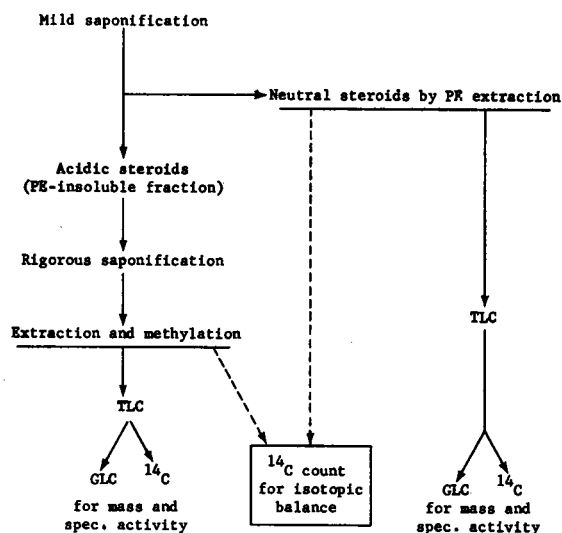 Mild saponification
Neutral steroids by PE extraction
Acidic steroids
(PE-insoluble fraction)
Rigorous saponification
TLC
Extraction and methylation
TLC
GLC 14C
for mass and
spec. activity
14C count
for isotopic
balance
GLC 14C
for mass and
spec. activity